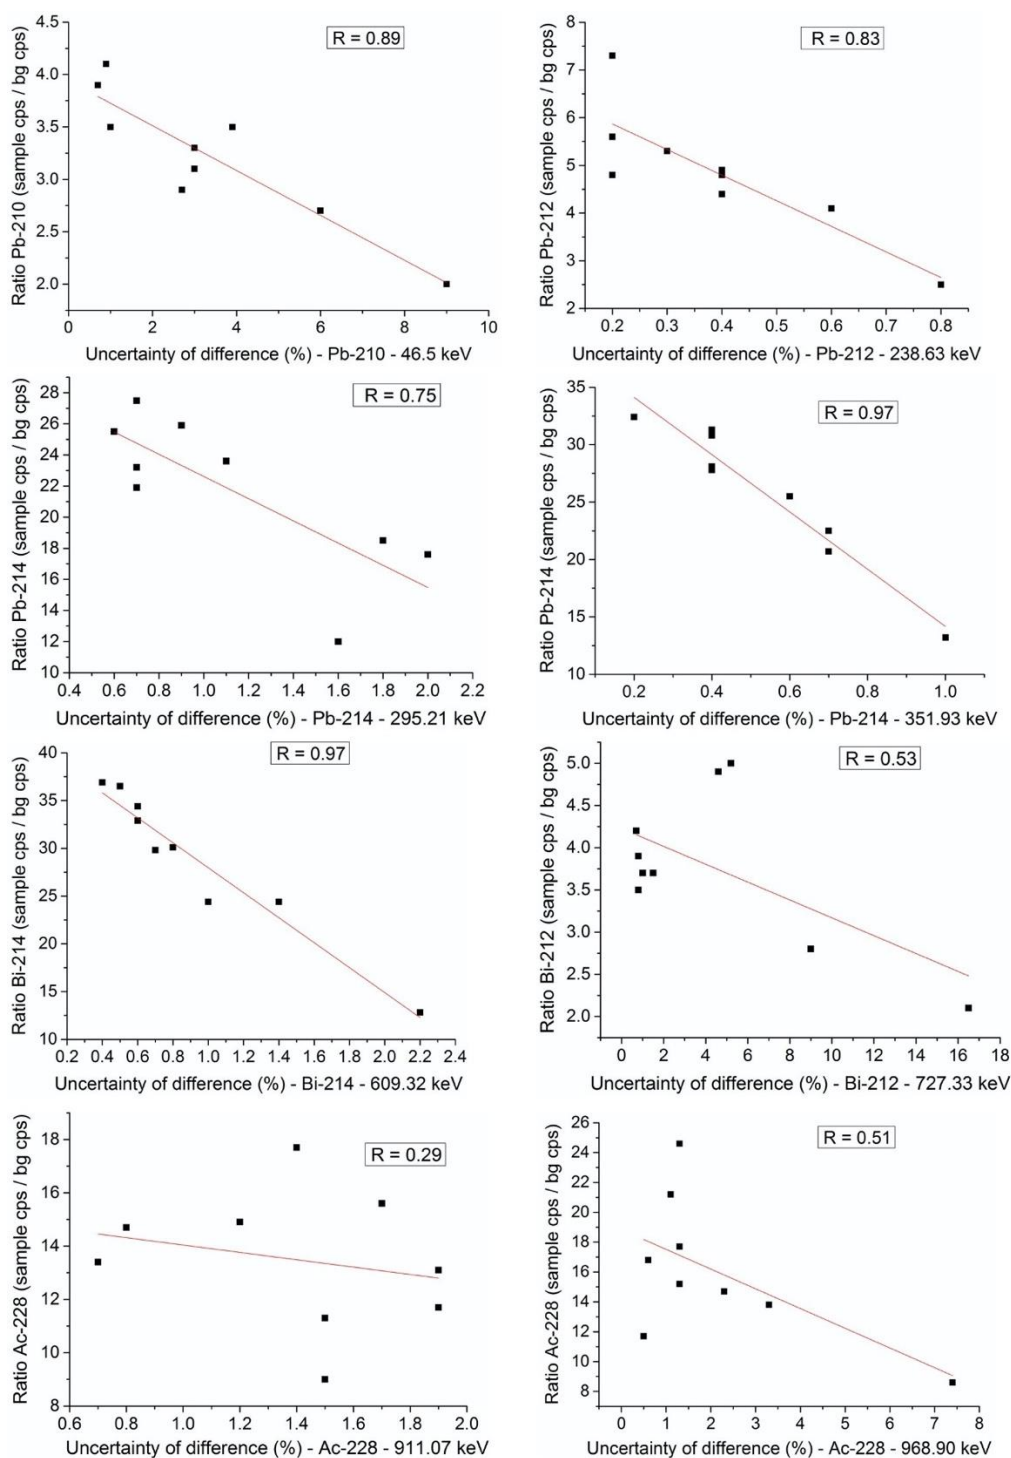 R = 0.89
Ratio Pb-210 (sample cps / bg cps)
4.5
4.0
3.5
3.0
2.5
2.0
0 2 4 6 8 10
Uncertainty of difference (%) - Pb-210 - 46.5 keV
R = 0.83
Ratio Pb-212 (sample cps / bg cps)
8
7
6
5
4
3
2
0.2 0.3 0.4 0.5 0.6 0.7 0.8
Uncertainty of difference (%) - Pb-212 - 238.63 keV
R = 0.75
Ratio Pb-214 (sample cps / bg cps)
28
26
24
22
20
18
16
14
12
10
0.4 0.6 0.8 1.0 1.2 1.4 1.6 1.8 2.0 2.2
Uncertainty of difference (%) - Pb-214 - 295.21 keV
R = 0.97
Ratio Pb-214 (sample cps / bg cps)
35
30
25
20
15
10
0.2 0.4 0.6 0.8 1.0
Uncertainty of difference (%) - Pb-214 - 351.93 keV
R = 0.97
Ratio Bi-214 (sample cps / bg cps)
40
35
30
25
20
15
10
0.2 0.4 0.6 0.8 1.0 1.2 1.4 1.6 1.8 2.0 2.2 2.4
Uncertainty of difference (%) - Bi-214 - 609.32 keV
R = 0.53
Ratio Bi-212 (sample cps / bg cps)
5.0
4.5
4.0
3.5
3.0
2.5
2.0
0 2 4 6 8 10 12 14 16 18
Uncertainty of difference (%) - Bi-212 - 727.33 keV
R = 0.29
Ratio Ac-228 (sample cps / bg cps)
18
16
14
12
10
8
0.6 0.8 1.0 1.2 1.4 1.6 1.8 2.0
Uncertainty of difference (%) - Ac-228 - 911.07 keV
R = 0.51
Ratio Ac-228 (sample cps / bg cps)
26
24
22
20
18
16
14
12
10
8
0 1 2 3 4 5 6 7 8
Uncertainty of difference (%) - Ac-228 - 968.90 keV